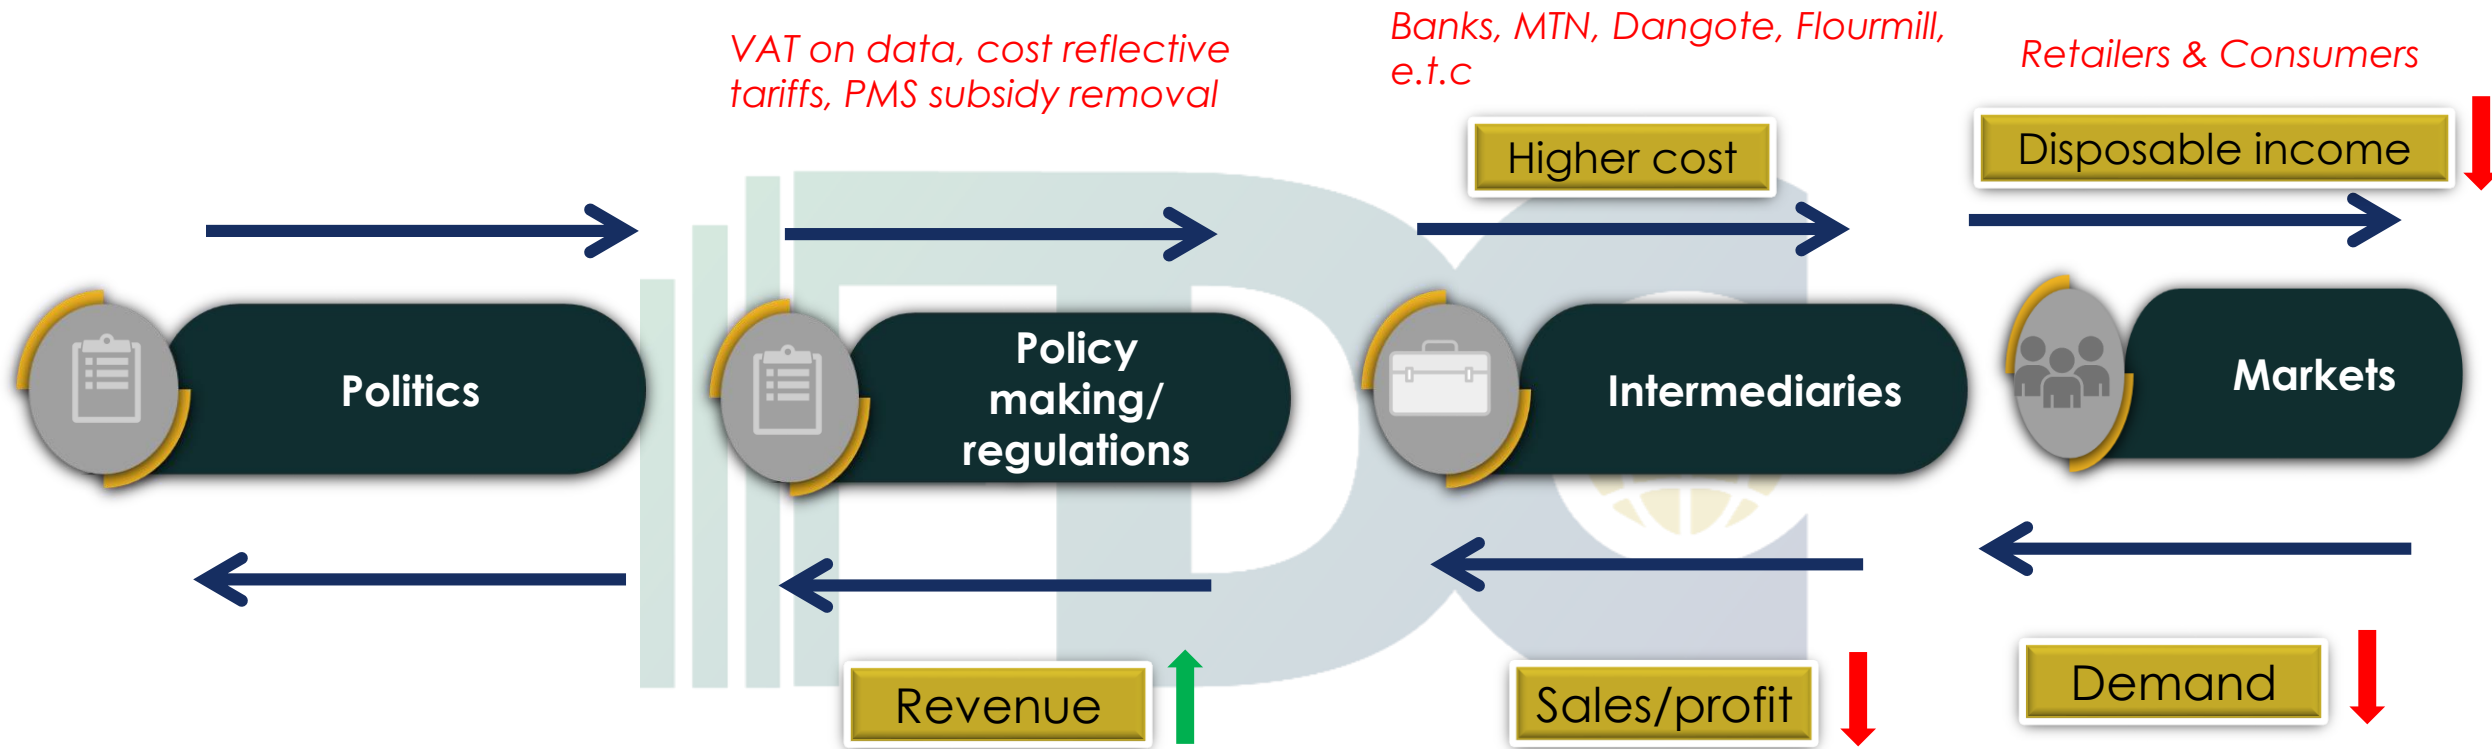 VAT on data, cost reflective
tariffs, PMS subsidy removal
Banks, MTN, Dangote, Flourmill,
e.t.c
Retailers & Consumers
Higher cost
Disposable income
Politics
Policy
making/
regulations
Intermediaries
Markets
Revenue
Sales/profit
Demand
FDC